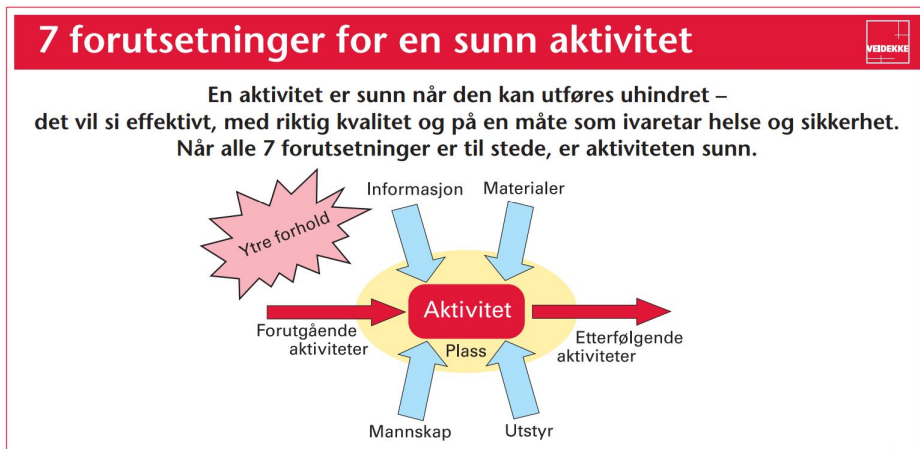 7 forutsetninger for en sunn aktivitet
VEIDEKKE
En aktivitet er sunn når den kan utføres uhindret –
det vil si effektivt, med riktig kvalitet og på en måte som ivaretar helse og sikkerhet.
Når alle 7 forutsetninger er til stede, er aktiviteten sunn.
Informasjon
Materialer
Ytre forhold
Aktivitet
Forutgående
aktiviteter
Plass
Etterfølgende
aktiviteter
Mannskap
Utstyr